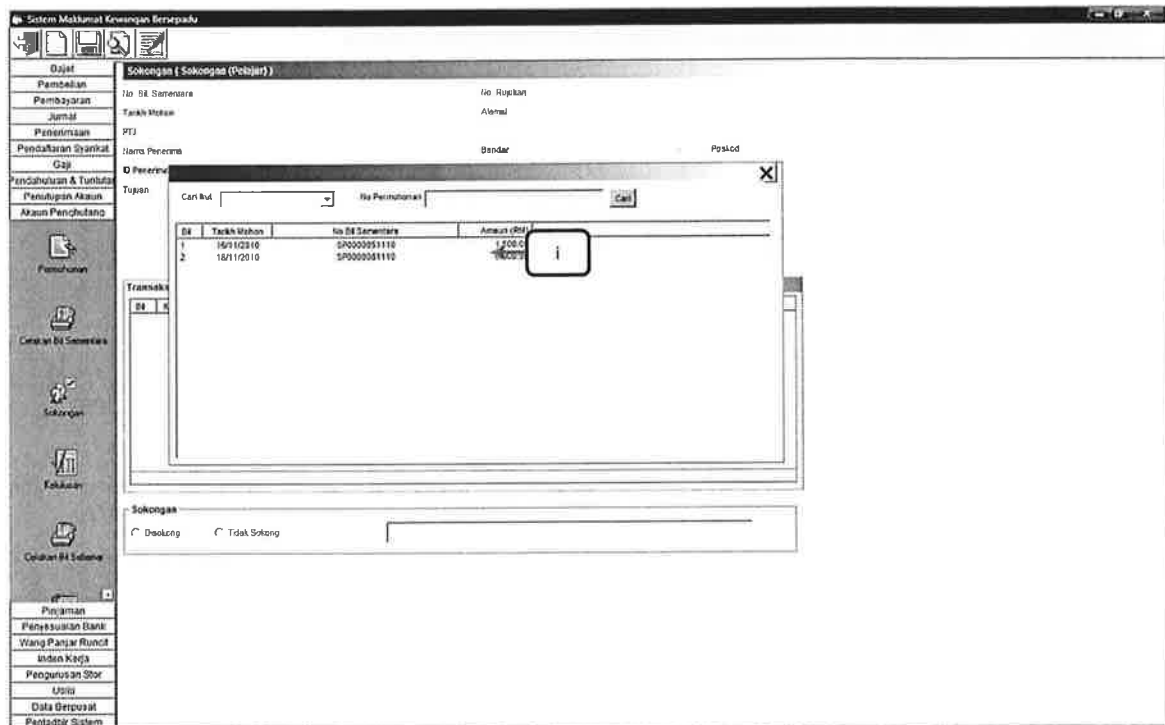 Sistem Maklumat Kewangan Bersepadu
Bajet
Pembelian
Pembayaran
Jurnal
Penerimaan
Pendaftaran Syarikat
Gaji
Pendahuluan & Tuntutan
Penutupan Akaun
Akaun Penghutang
Permohonan
Cetakan Bil Sementara
Sokongan
Kelulusan
Cetakan Bil Sebenar
Pinjaman
Penyesuaian Bank
Wang Panjar Runcit
Inden Kerja
Pengurusan Stor
Utiliti
Data Berpusat
Pentadbir Sistem
Sokongan ( Sokongan (Pelajar) )
No Bil Sementara No Rujukan
Tarikh Mohon Alamat
PTJ
Nama Penerima Bandar Poskod
ID Penerima
Tujuan
Cari Ikut No Permohonan Cari
Bil Tarikh Mohon No Bil Sementara Amaun (RM)
1 16/11/2010 SP0000051110
2 18/11/2010 SP0000081110
i
Transaksi
Bil K
Sokongan
Disokong Tidak Sokong